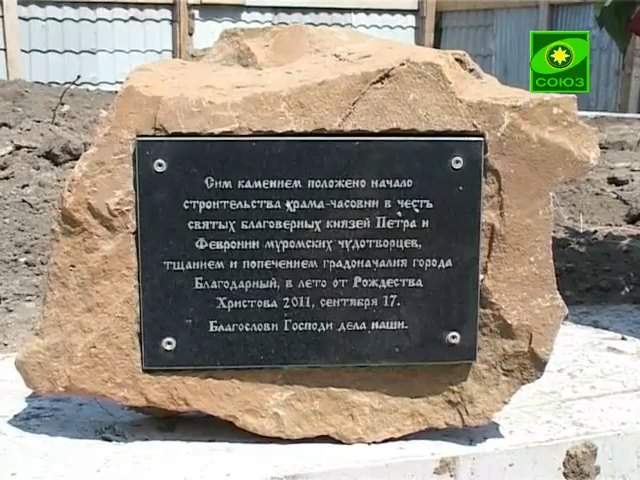 СОЮЗ
Сим камением положено начало
строительства храма-часовни в честь
святых благоверных князей Петра и
Февронии муромских чудотворцев,
тщанием и попечением градоначалия города
Благодарный, в лето от Рождества
Христова 2011, сентября 17.
Благослови Господи дела наши.